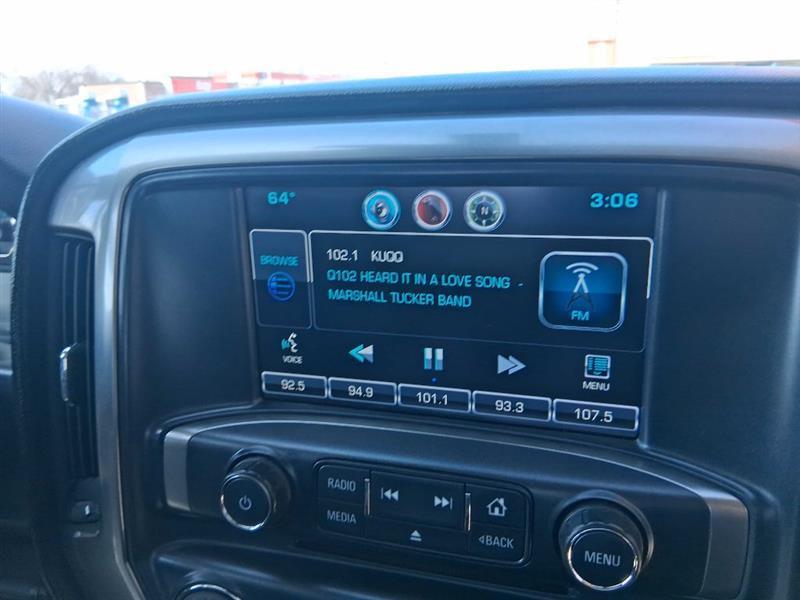 64°
N
3:06
BROWSE
102.1 KUQQ
Q102 HEARD IT IN A LOVE SONG -
MARSHALL TUCKER BAND
FM
VOICE
MENU
92.5 94.9 101.1 93.3 107.5
RADIO
MEDIA
BACK
MENU